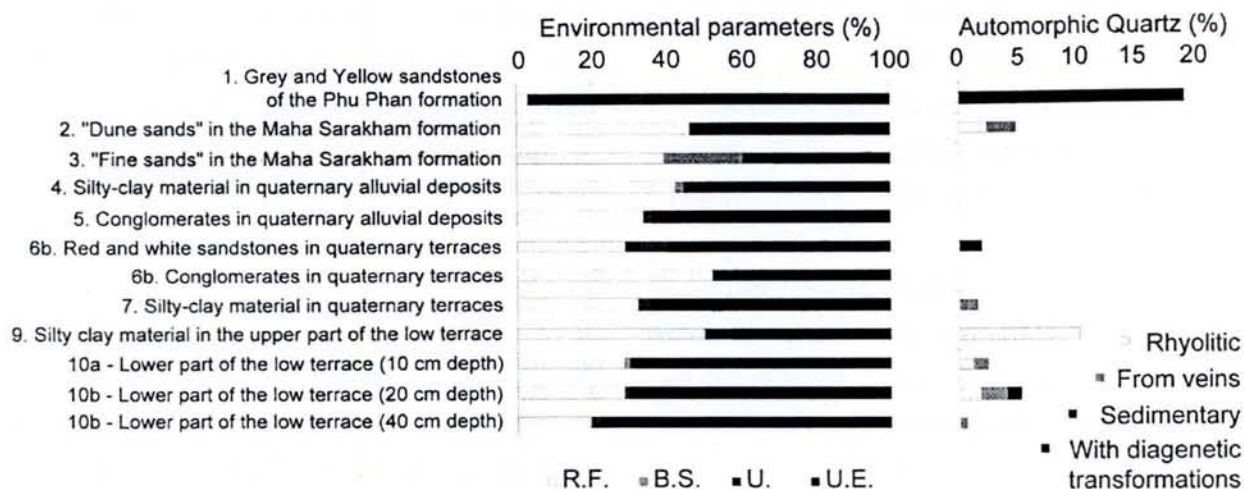 Environmental parameters (%)
Automorphic Quartz (%)
0 20 40 60 80 100
0 5 10 15 20
1. Grey and Yellow sandstones
of the Phu Phan formation
2. "Dune sands" in the Maha Sarakham formation
3. "Fine sands" in the Maha Sarakham formation
4. Silty-clay material in quaternary alluvial deposits
5. Conglomerates in quaternary alluvial deposits
6b. Red and white sandstones in quaternary terraces
6b. Conglomerates in quaternary terraces
7. Silty-clay material in quaternary terraces
9. Silty clay material in the upper part of the low terrace
10a - Lower part of the low terrace (10 cm depth)
10b - Lower part of the low terrace (20 cm depth)
10b - Lower part of the low terrace (40 cm depth)
R.F. B.S. U. U.E.
Rhyolitic
From veins
Sedimentary
With diagenetic
transformations